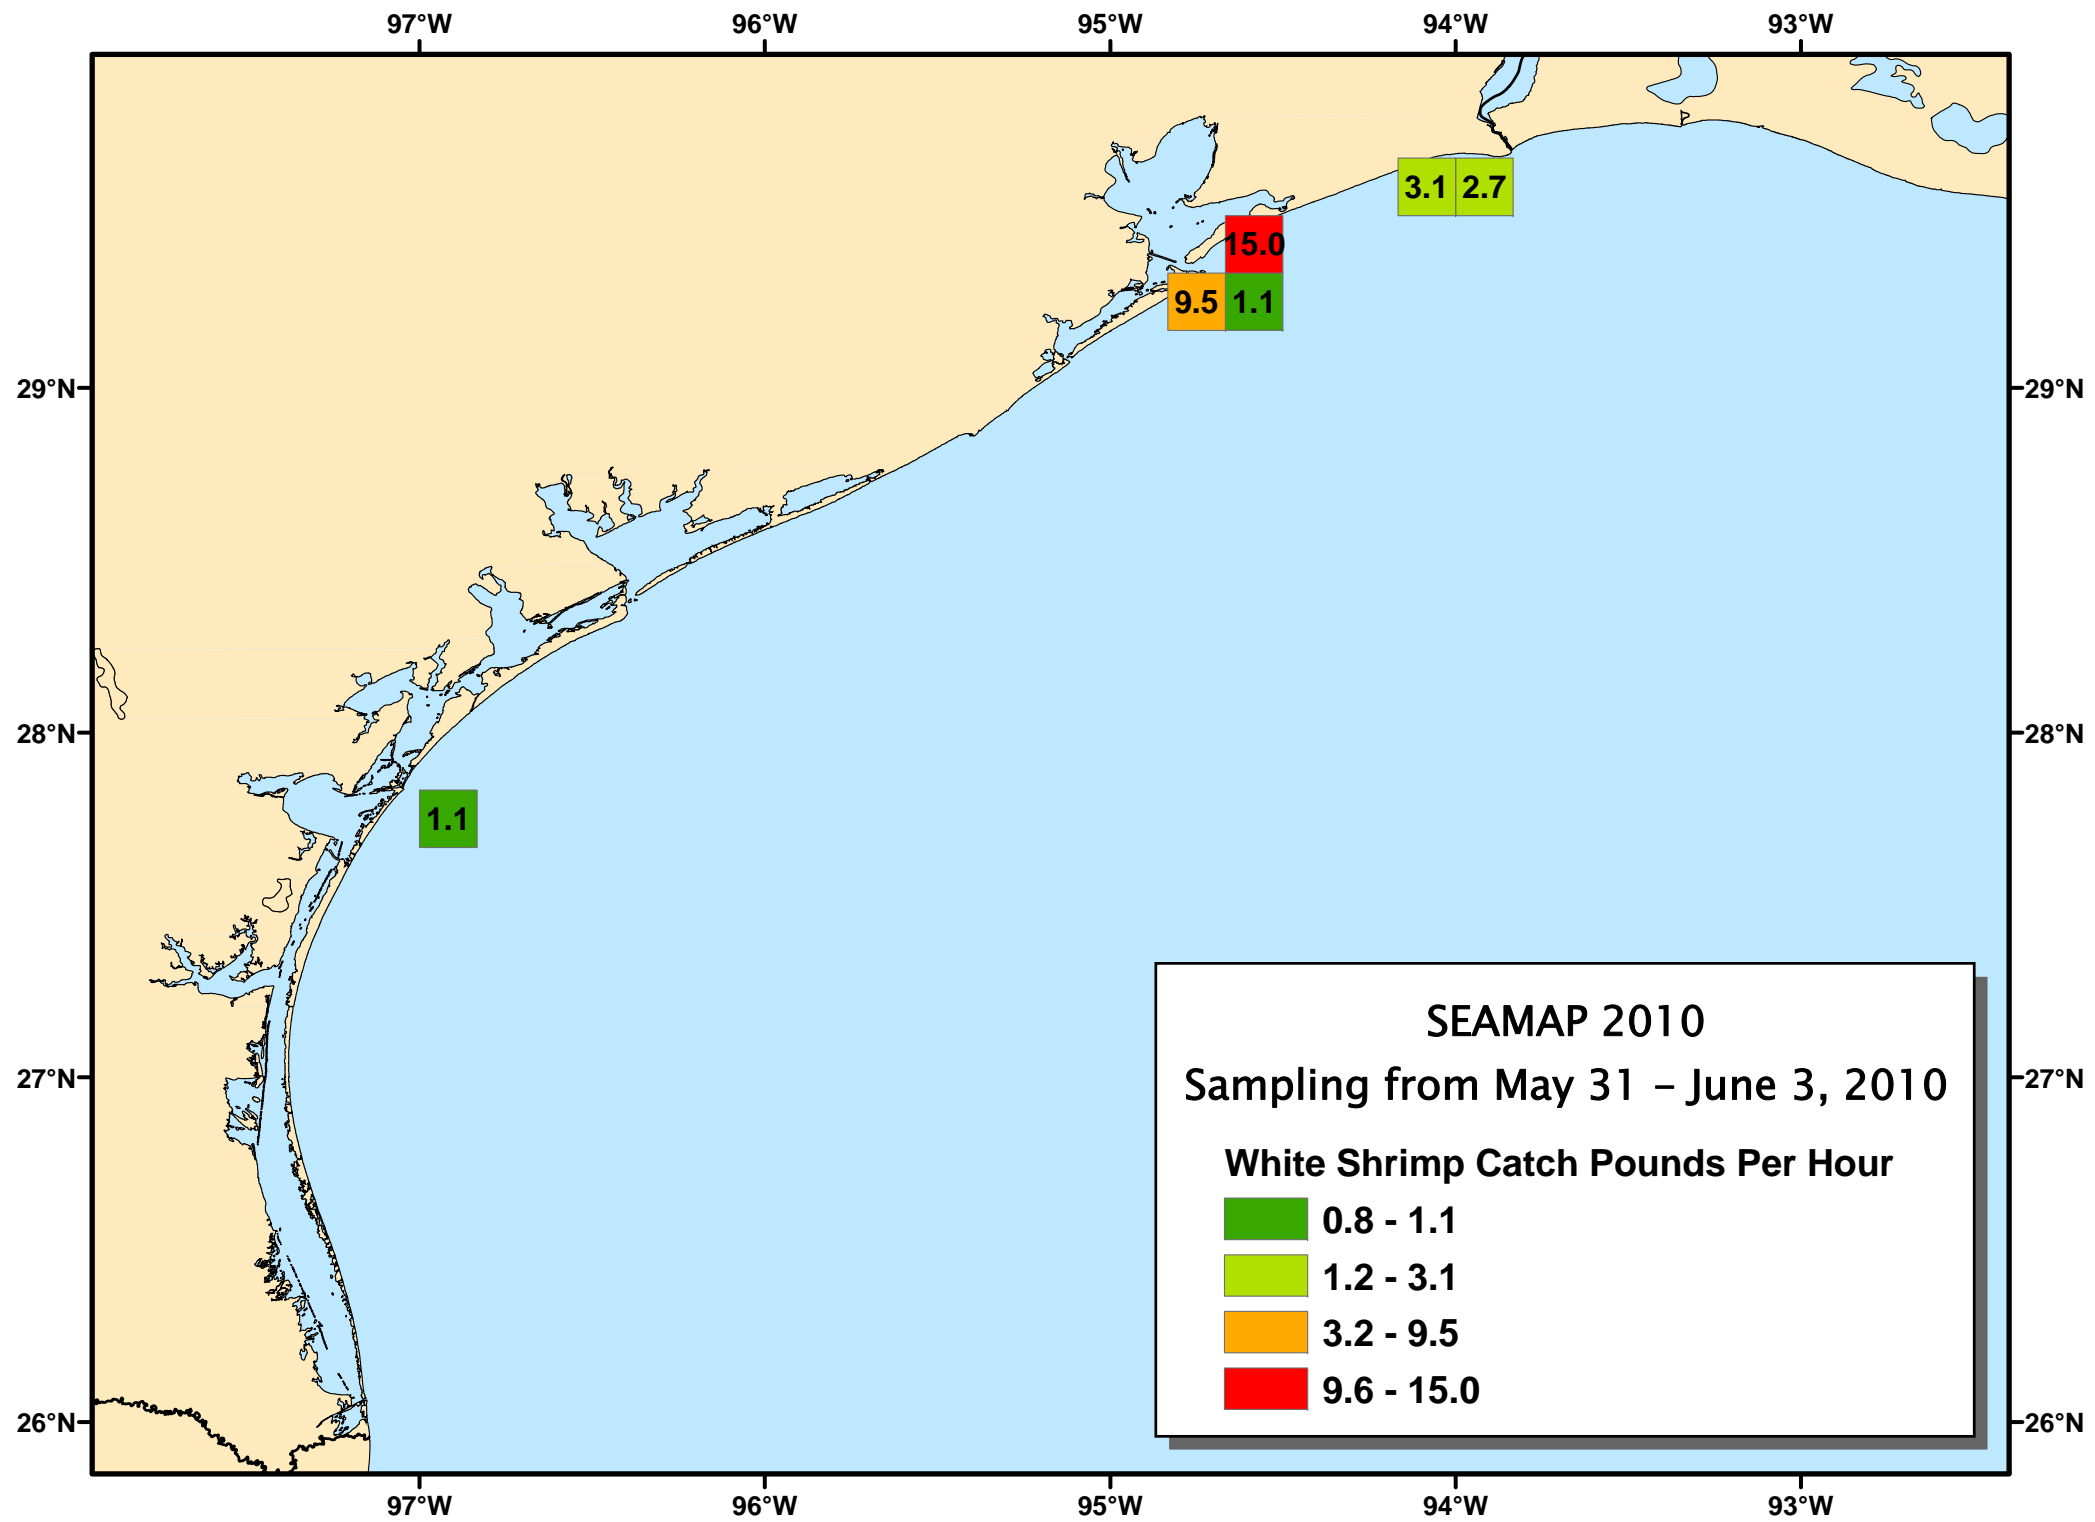 97°W 96°W 95°W 94°W 93°W
3.1 2.7
15.0
9.5 1.1
29°N 29°N
28°N 28°N
1.1
27°N 27°N
26°N 26°N
SEAMAP 2010
Sampling from May 31 - June 3, 2010
White Shrimp Catch Pounds Per Hour
0.8 - 1.1
1.2 - 3.1
3.2 - 9.5
9.6 - 15.0
97°W 96°W 95°W 94°W 93°W